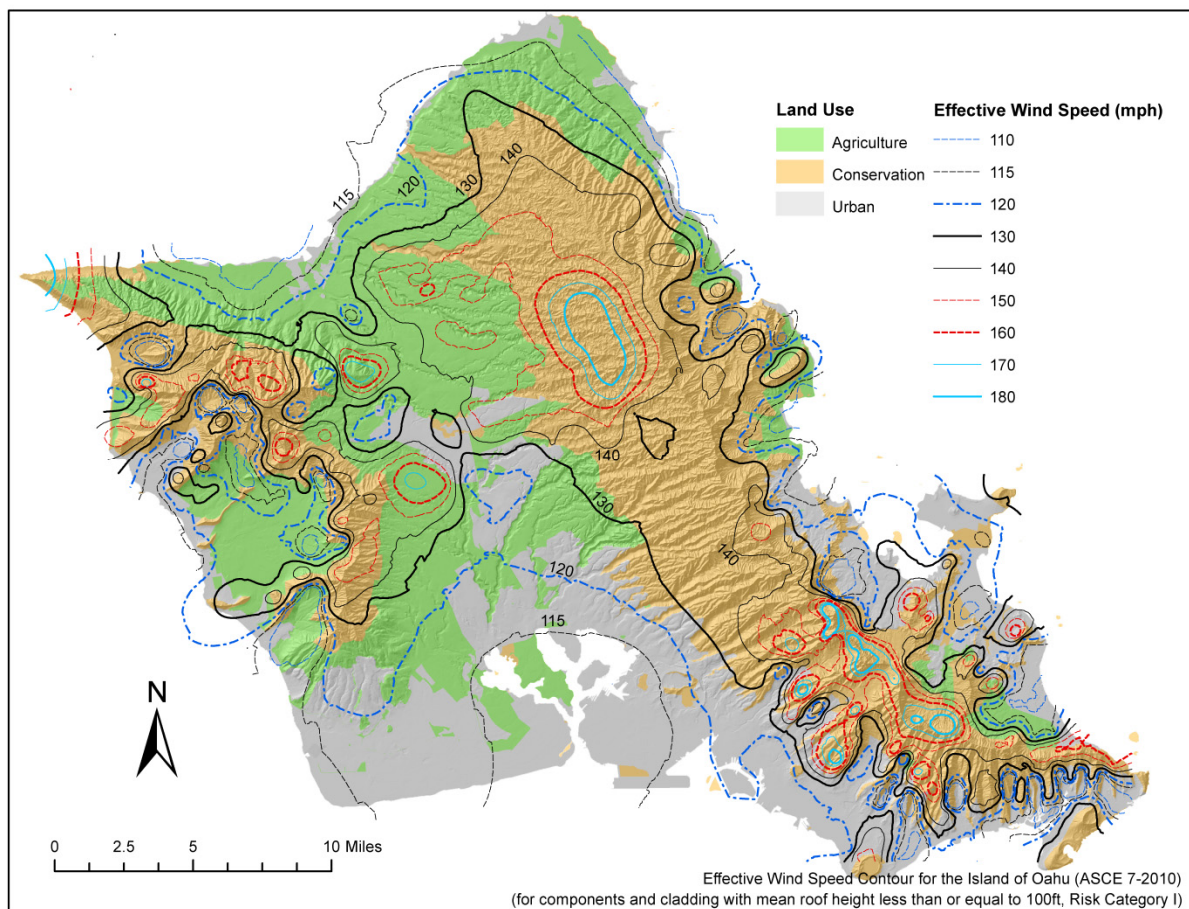 Land Use
Agriculture
Conservation
Urban
Effective Wind Speed (mph)
110
115
120
130
140
150
160
170
180
140
130
120
115
140
130
140
120
115
N
0 2.5 5 10 Miles
Effective Wind Speed Contour for the Island of Oahu (ASCE 7-2010)
(for components and cladding with mean roof height less than or equal to 100ft, Risk Category I)